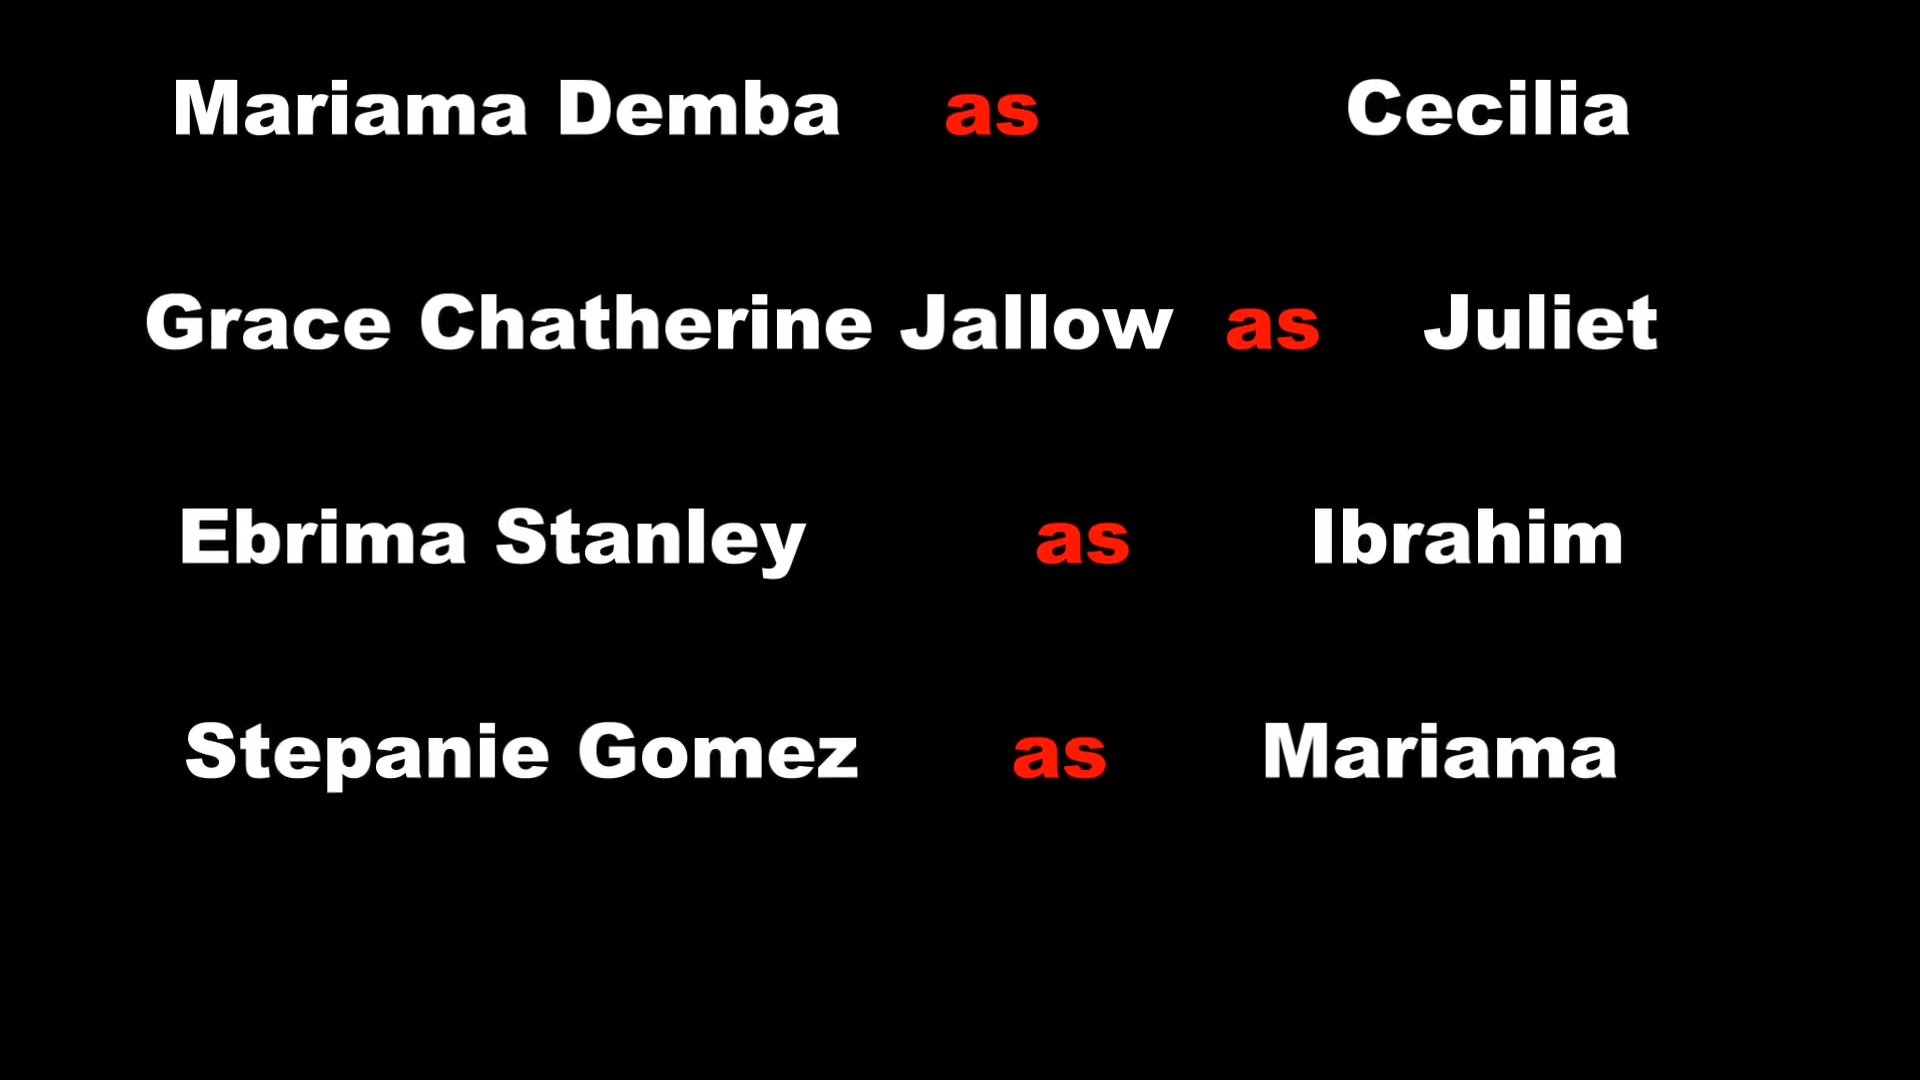 Mariama Demba as Cecilia
Grace Chatherine Jallow as Juliet
Ebrima Stanley as Ibrahim
Stepanie Gomez as Mariama